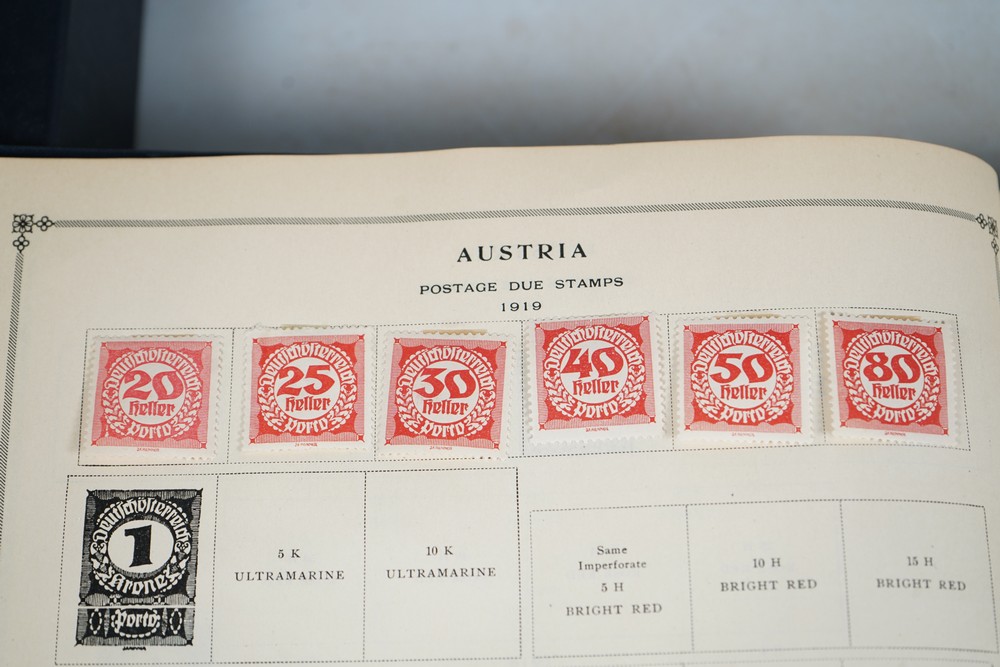 AUSTRIA
POSTAGE DUE STAMPS
1919
Deutschösterreich
20
Heller
Porto
Deutschösterreich
25
Heller
Porto
Deutschösterreich
30
Heller
Porto
Deutschösterreich
40
Heller
Porto
Deutschösterreich
50
Heller
Porto
Deutschösterreich
80
Heller
Porto
Deutschösterreich
1
Krone
Porto
5 K
ULTRAMARINE
10 K
ULTRAMARINE
Same
Imperforate
5 H
BRIGHT RED
10 H
BRIGHT RED
15 H
BRIGHT RED